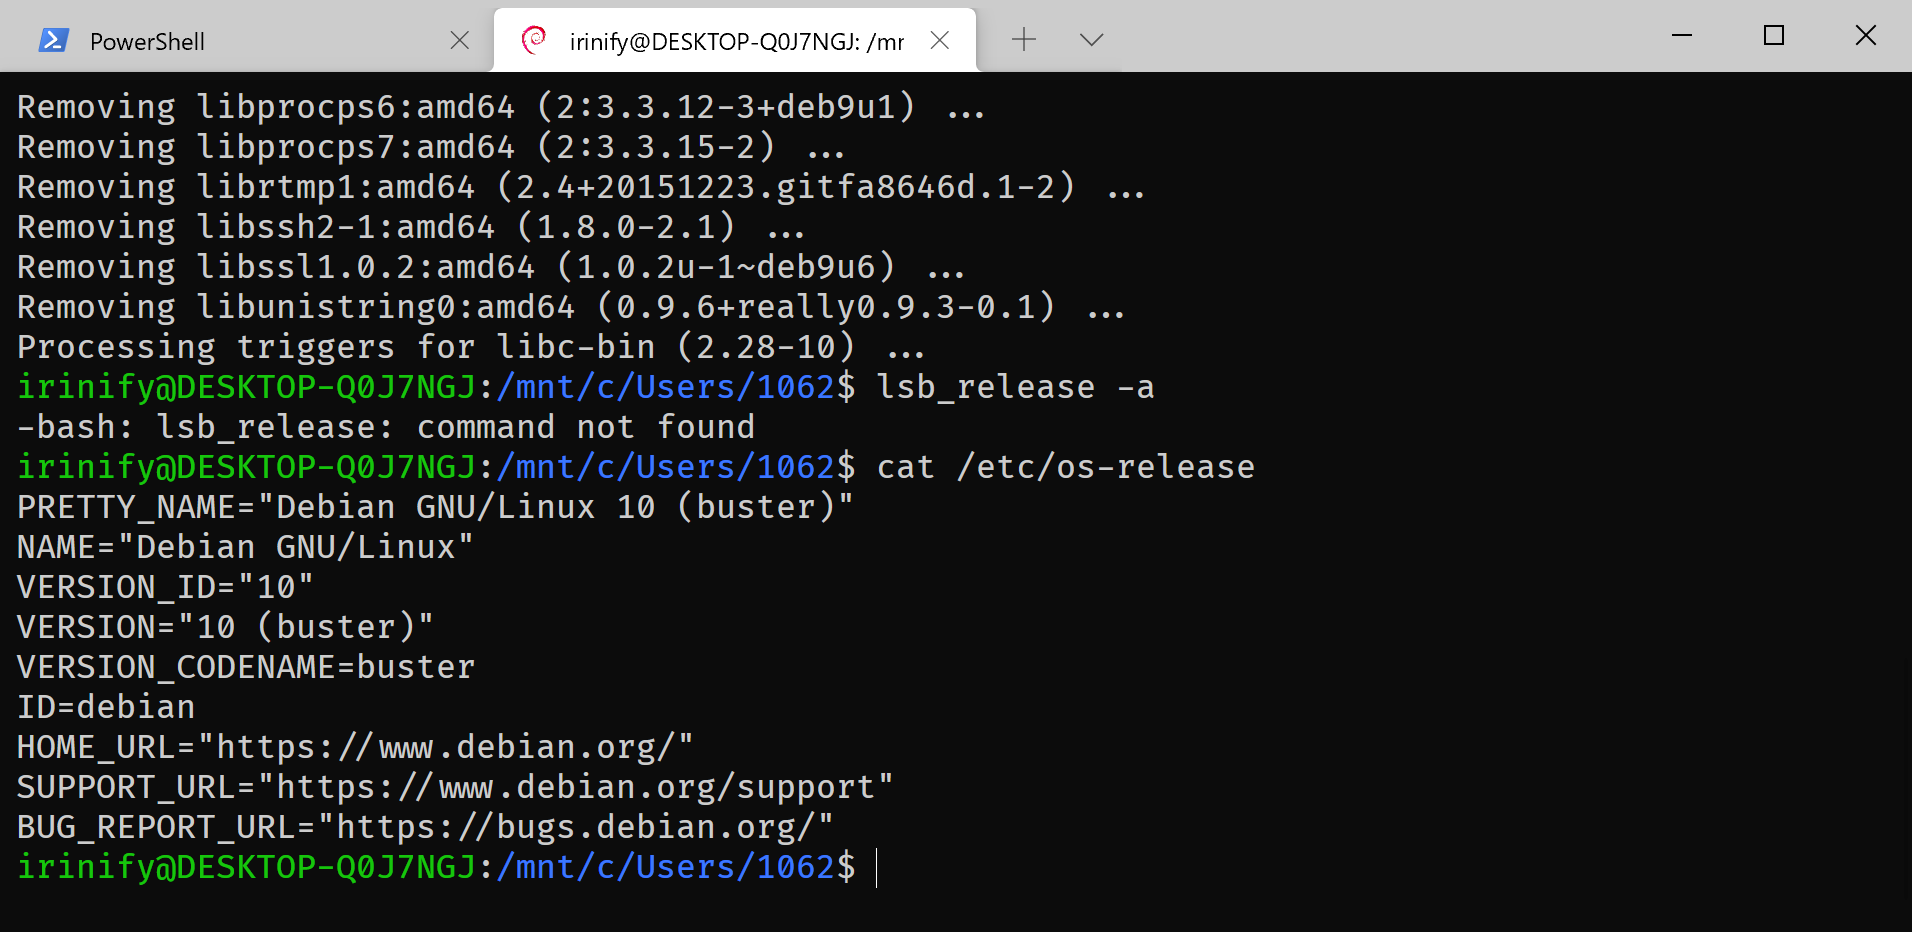 PowerShell
irinify@DESKTOP-Q0J7NGJ: /mr
Removing libprocps6:amd64 (2:3.3.12-3+deb9u1) ...
Removing libprocps7:amd64 (2:3.3.15-2) ...
Removing librtmp1:amd64 (2.4+20151223.gitfa8646d.1-2) ...
Removing libssh2-1:amd64 (1.8.0-2.1) ...
Removing libssl1.0.2:amd64 (1.0.2u-1~deb9u6) ...
Removing libunistring0:amd64 (0.9.6+really0.9.3-0.1) ...
Processing triggers for libc-bin (2.28-10) ...
irinify@DESKTOP-Q0J7NGJ:/mnt/c/Users/1062$ lsb_release -a
-bash: lsb_release: command not found
irinify@DESKTOP-Q0J7NGJ:/mnt/c/Users/1062$ cat /etc/os-release
PRETTY_NAME="Debian GNU/Linux 10 (buster)"
NAME="Debian GNU/Linux"
VERSION_ID="10"
VERSION="10 (buster)"
VERSION_CODENAME=buster
ID=debian
HOME_URL="https://www.debian.org/"
SUPPORT_URL="https://www.debian.org/support"
BUG_REPORT_URL="https://bugs.debian.org/"
irinify@DESKTOP-Q0J7NGJ:/mnt/c/Users/1062$